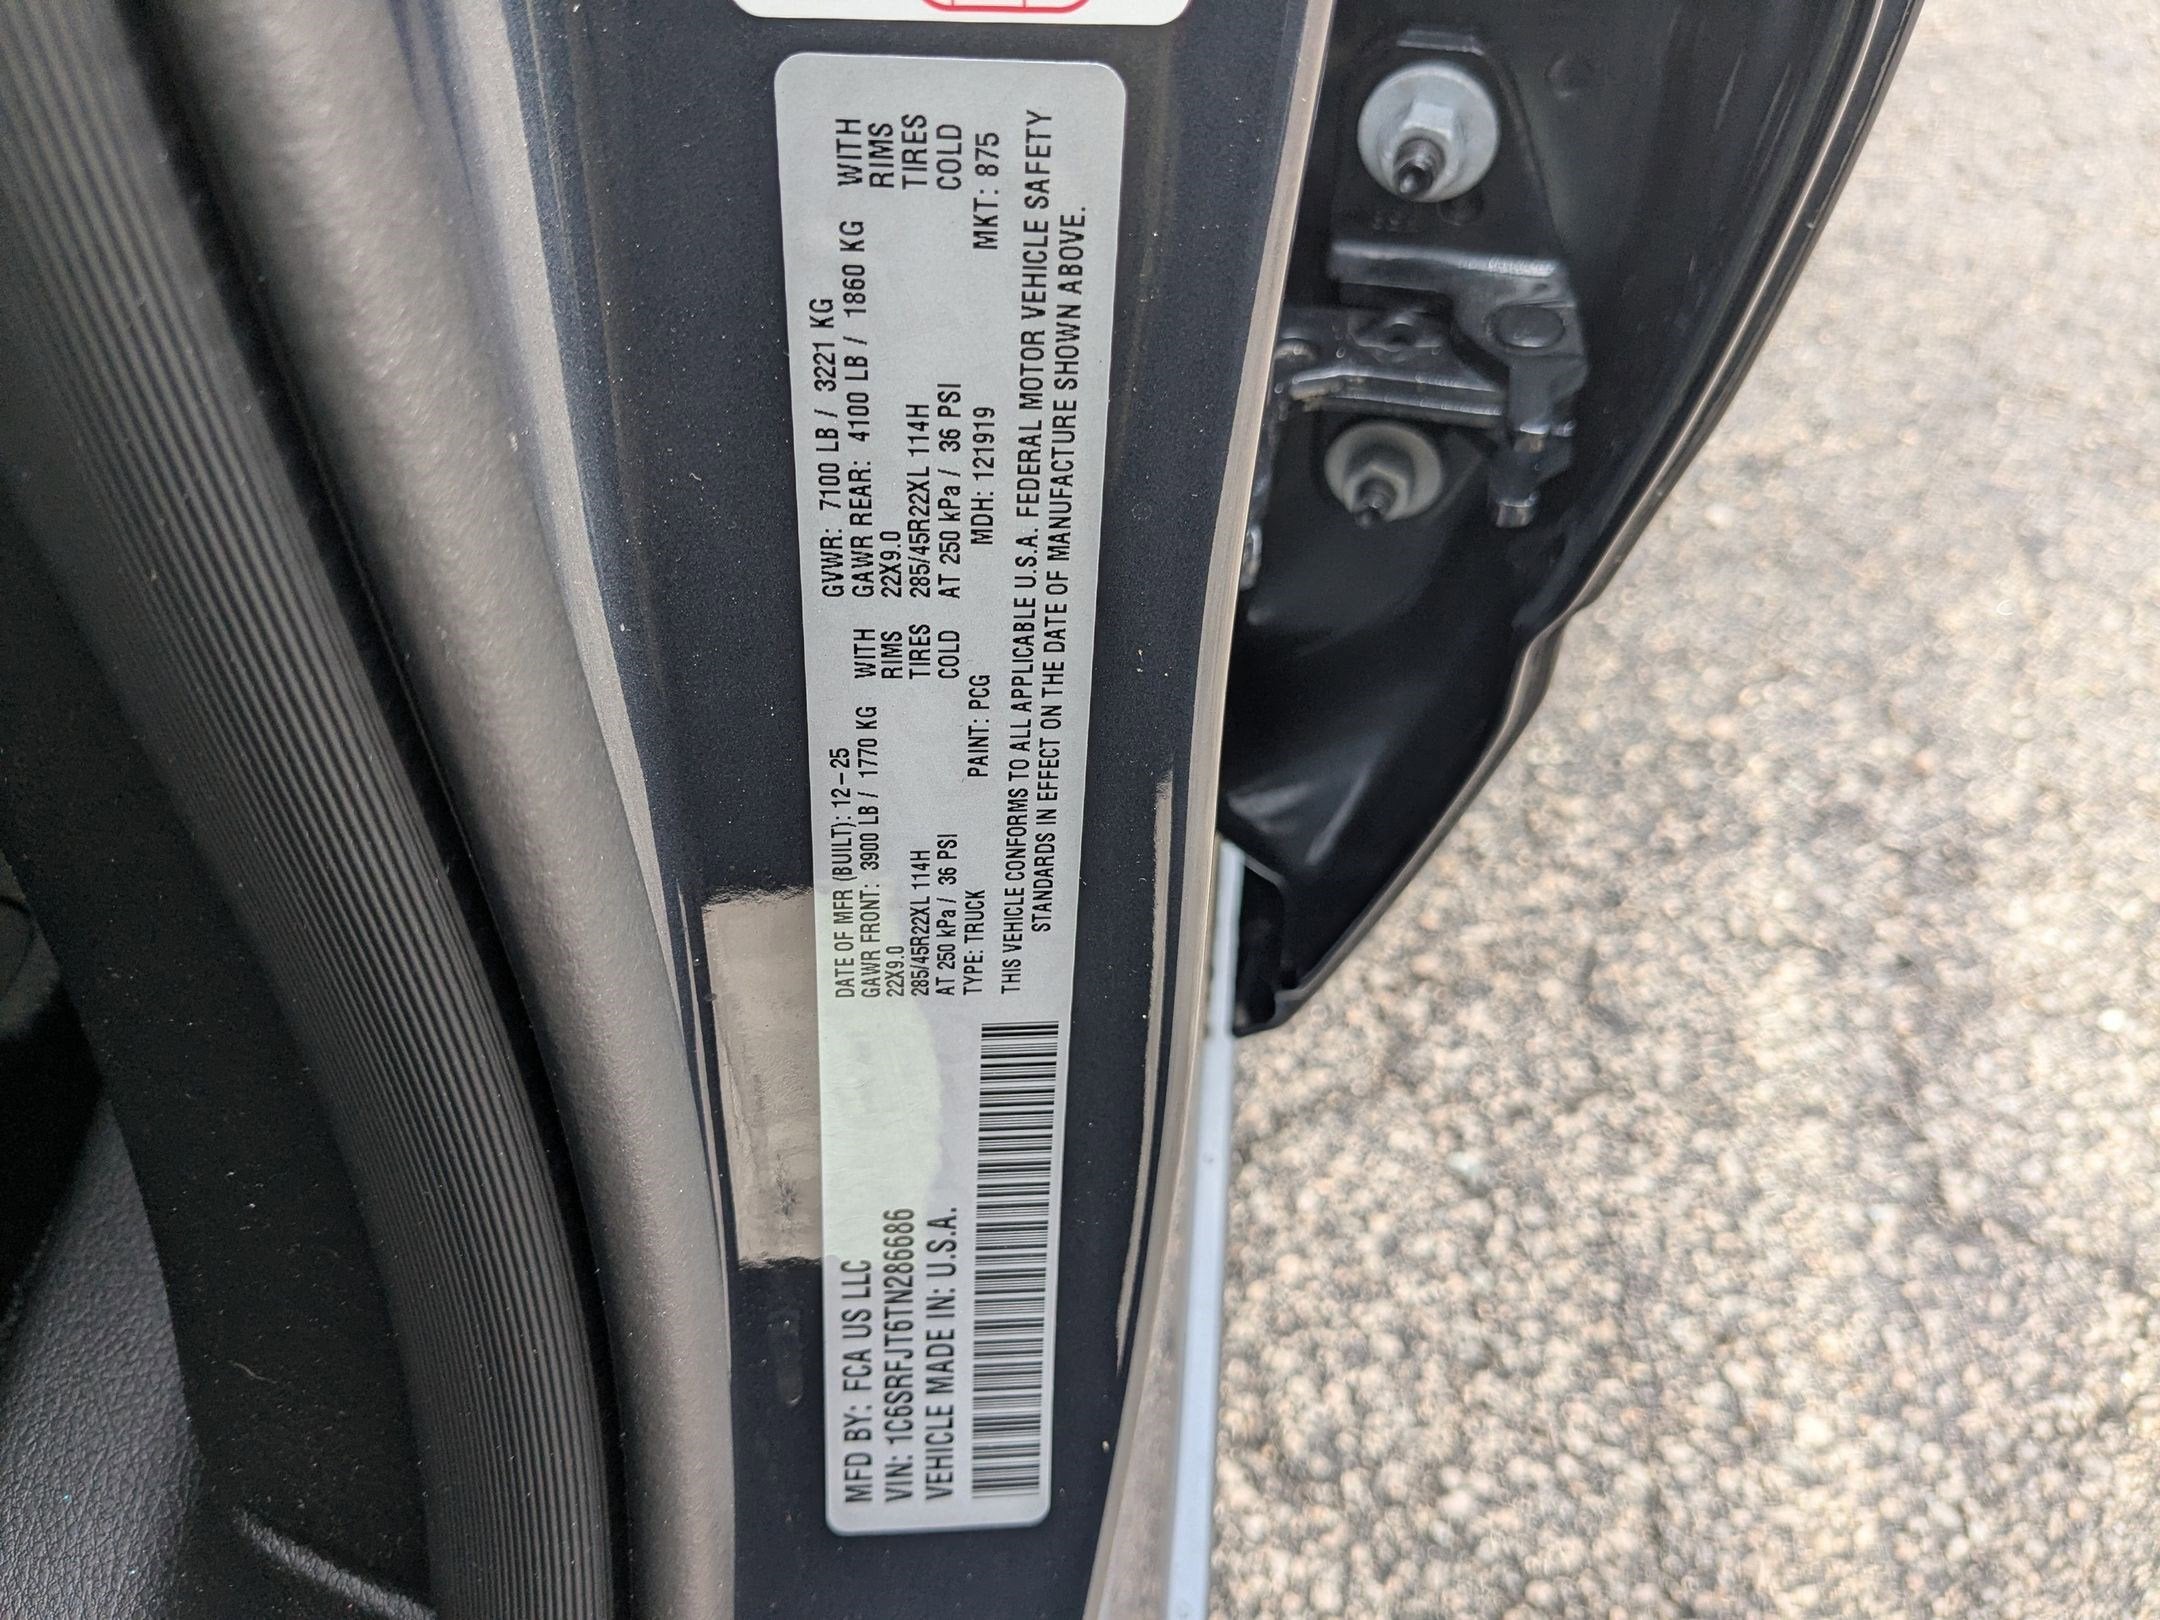 MFD BY: FCA US LLC
VIN: 1C6SRFJT6TN286686
VEHICLE MADE IN: U.S.A.
DATE OF MFR (BUILT): 12-25
GVWR: 7100 LB / 3221 KG
GAWR FRONT: 3900 LB / 1770 KG WITH
22X9.0 RIMS
285/45R22XL 114H TIRES
AT 250 kPa / 36 PSI COLD
GAWR REAR: 4100 LB / 1860 KG WITH
22X9.0 RIMS
285/45R22XL 114H TIRES
AT 250 kPa / 36 PSI COLD
TYPE: TRUCK PAINT: PCG MDH: 121919 MKT: 875
THIS VEHICLE CONFORMS TO ALL APPLICABLE U.S.A. FEDERAL MOTOR VEHICLE SAFETY
STANDARDS IN EFFECT ON THE DATE OF MANUFACTURE SHOWN ABOVE.